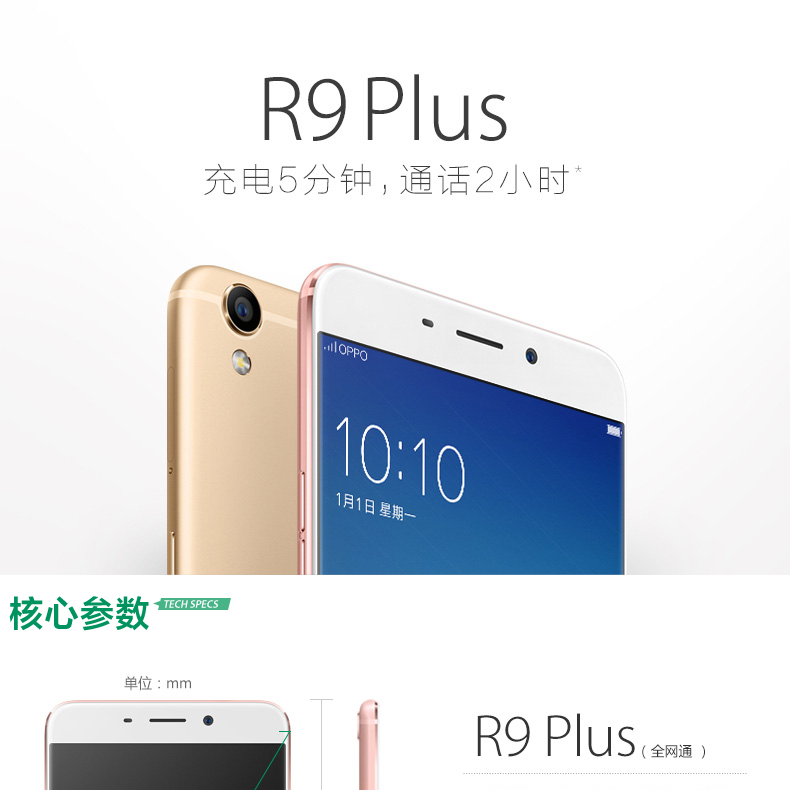 R9 Plus
充电5分钟，通话2小时*
OPPO
10:10
1月1日 星期一
核心参数 TECH SPECS
单位：mm
R9 Plus（全网通 ）